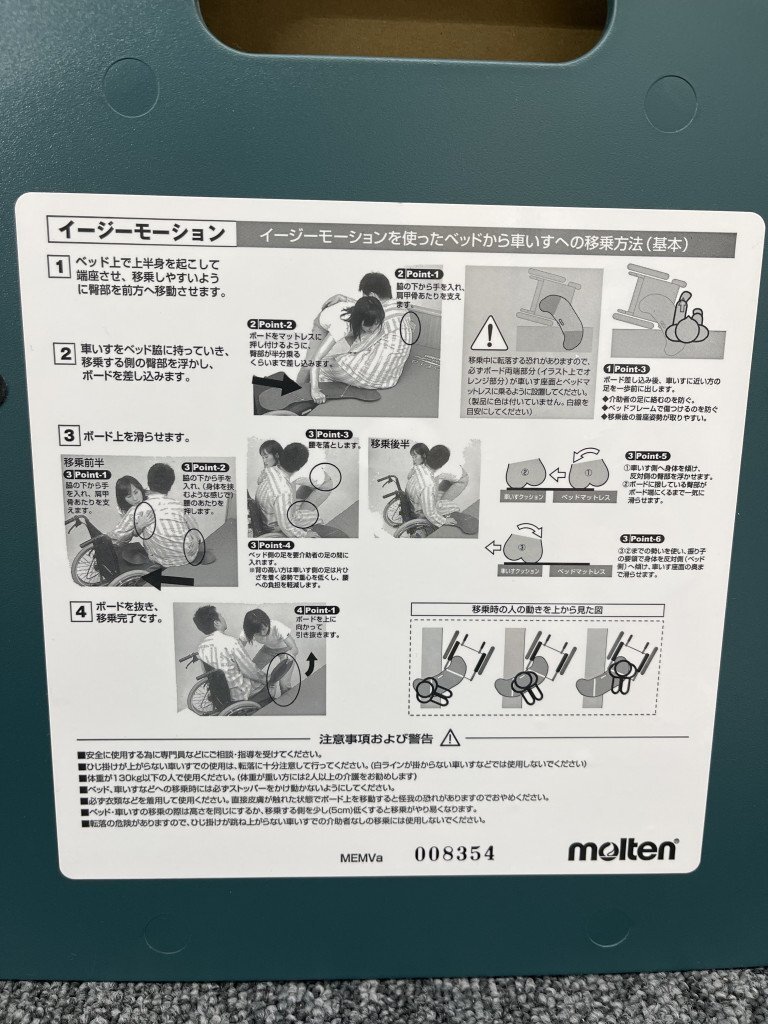 イージーモーション
イージーモーションを使ったベッドから車いすへの移乗方法(基本)
1
ベッド上で上半身を起こして
端座させ、移乗しやすいよう
に臀部を前方へ移動させます。
2 Point-1
脇の下から手を入れ、
肩甲骨あたりを支え
ます。
2 Point-2
ボードをマットレスに
押し付けるように、
臀部が半分乗る
くらいまで差し込みます。
2
車いすをベッド脇に持っていき、
移乗する側の臀部を浮かし、
ボードを差し込みます。
移乗中に転落する恐れがありますので、
必ずボード両端部分(イラスト上でオ
レンジ部分)が車いす座面とベッドマ
ットレスに乗るように設置してください。
(製品に色は付いていません。白線を
目安にしてください)
1 Point-3
ボード差し込み後、車いすに近い方の
足を一歩前に出します。
◆介助者の足に絡むのを防ぐ。
◆ベッドフレームで傷つけるのを防ぐ
◆移乗後の着座姿勢が取りやすい。
3
ボード上を滑らせます。
移乗前半
3 Point-1
脇の下から手
を入れ、肩甲
骨あたりを支
えます。
3 Point-2
脇の下から手を
入れ、(身体を挟
むような感じで)
腰のあたりを
押します。
3 Point-3
腰を落とします。
3 Point-4
ベッド側の足を要介助者の足の間に
入れます。
※背の高い方は車いす側の足は片ひ
ざを着く姿勢で重心を低くし、腰
への負担を軽減します。
移乗後半
② ①
車いすクッション ベッドマットレス
3 Point-5
①車いす側へ身体を傾け、
反対側の臀部を浮かせます。
②ボードに接している臀部が
ボード端にくるまで一気に
滑らせます。
③
車いすクッション ベッドマットレス
3 Point-6
③②までの勢いを使い、振り子
の要領で身体を反対側(ベッド
側)へ傾け、車いす座面の奥ま
で滑らせます。
4
ボードを抜き、
移乗完了です。
4 Point-1
ボードを上に
向かって
引き抜きます。
移乗時の人の動きを上から見た図
注意事項および警告
■安全に使用する為に専門員などにご相談・指導を受けてください。
■ひじ掛けが上がらない車いすでの使用は、転落に十分注意して行ってください。(白ラインが掛からない車いすなどでは使用しないでください)
■体重が130kg以下の人で使用ください。(体重が重い方には2人以上の介護をお勧めします)
■ベッド、車いすなどへの移乗時には必ずストッパーをかけ動かないようにしてください。
■必ず衣類などを着用して使用ください。直接皮膚が触れた状態でボード上を移動すると怪我の恐れがありますのでおやめください。
■ベッド・車いすの移乗の際は高さを同じにするか、移乗する側を少し(5cm)低くすると移乗がやり易くなります。
■転落の危険がありますので、ひじ掛けが跳ね上がらない車いすでの介助者なしの移乗には使用しないでください。
MEMVa 008354 molten